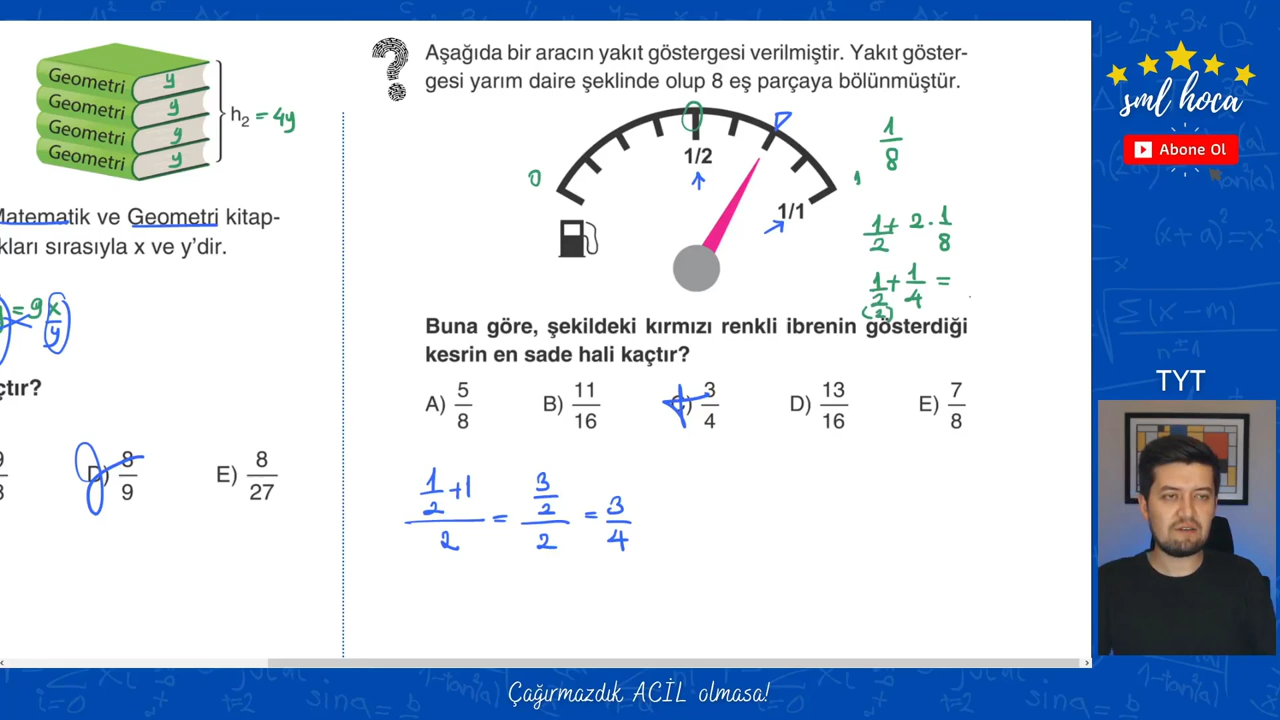 Geometri y
Geometri y
Geometri y
Geometri y
h2 = 4y
Matematik ve Geometri kitap-
kları sırasıyla x ve y'dir.
= 9 x/y
çtır?
D) 8/9
E) 8/27
?
Aşağıda bir aracın yakıt göstergesi verilmiştir. Yakıt göster-
gesi yarım daire şeklinde olup 8 eş parçaya bölünmüştür.
0
1/2
1/1
1
1/8
1/2 + 2 . 1/8
1/2 + 1/4 =
(2)
Buna göre, şekildeki kırmızı renkli ibrenin gösterdiği
kesrin en sade hali kaçtır?
A) 5/8 B) 11/16 C) 3/4 D) 13/16 E) 7/8
(1/2 + 1)/2 = (3/2)/2 = 3/4
sml hoca
Abone Ol
TYT
Çağırmazdık ACİL olmasa!